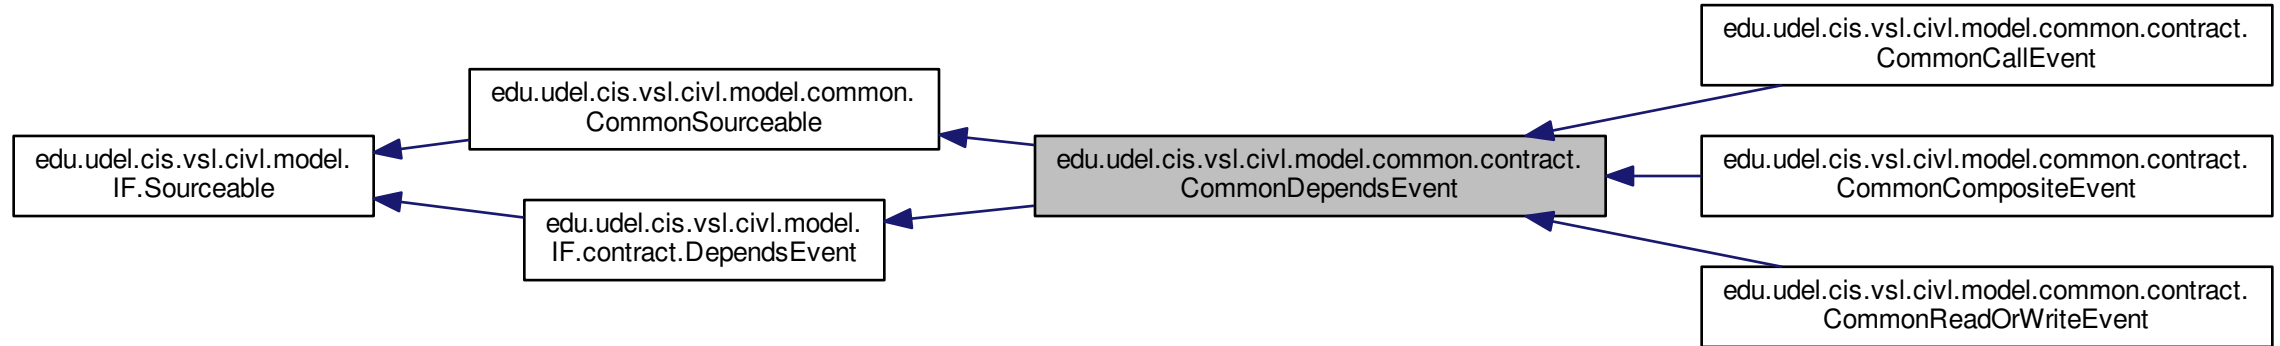 edu.udel.cis.vsl.civl.model.
IF.Sourceable
edu.udel.cis.vsl.civl.model.common.
CommonSourceable
edu.udel.cis.vsl.civl.model.
IF.contract.DependsEvent
edu.udel.cis.vsl.civl.model.common.contract.
CommonDependsEvent
edu.udel.cis.vsl.civl.model.common.contract.
CommonCallEvent
edu.udel.cis.vsl.civl.model.common.contract.
CommonCompositeEvent
edu.udel.cis.vsl.civl.model.common.contract.
CommonReadOrWriteEvent